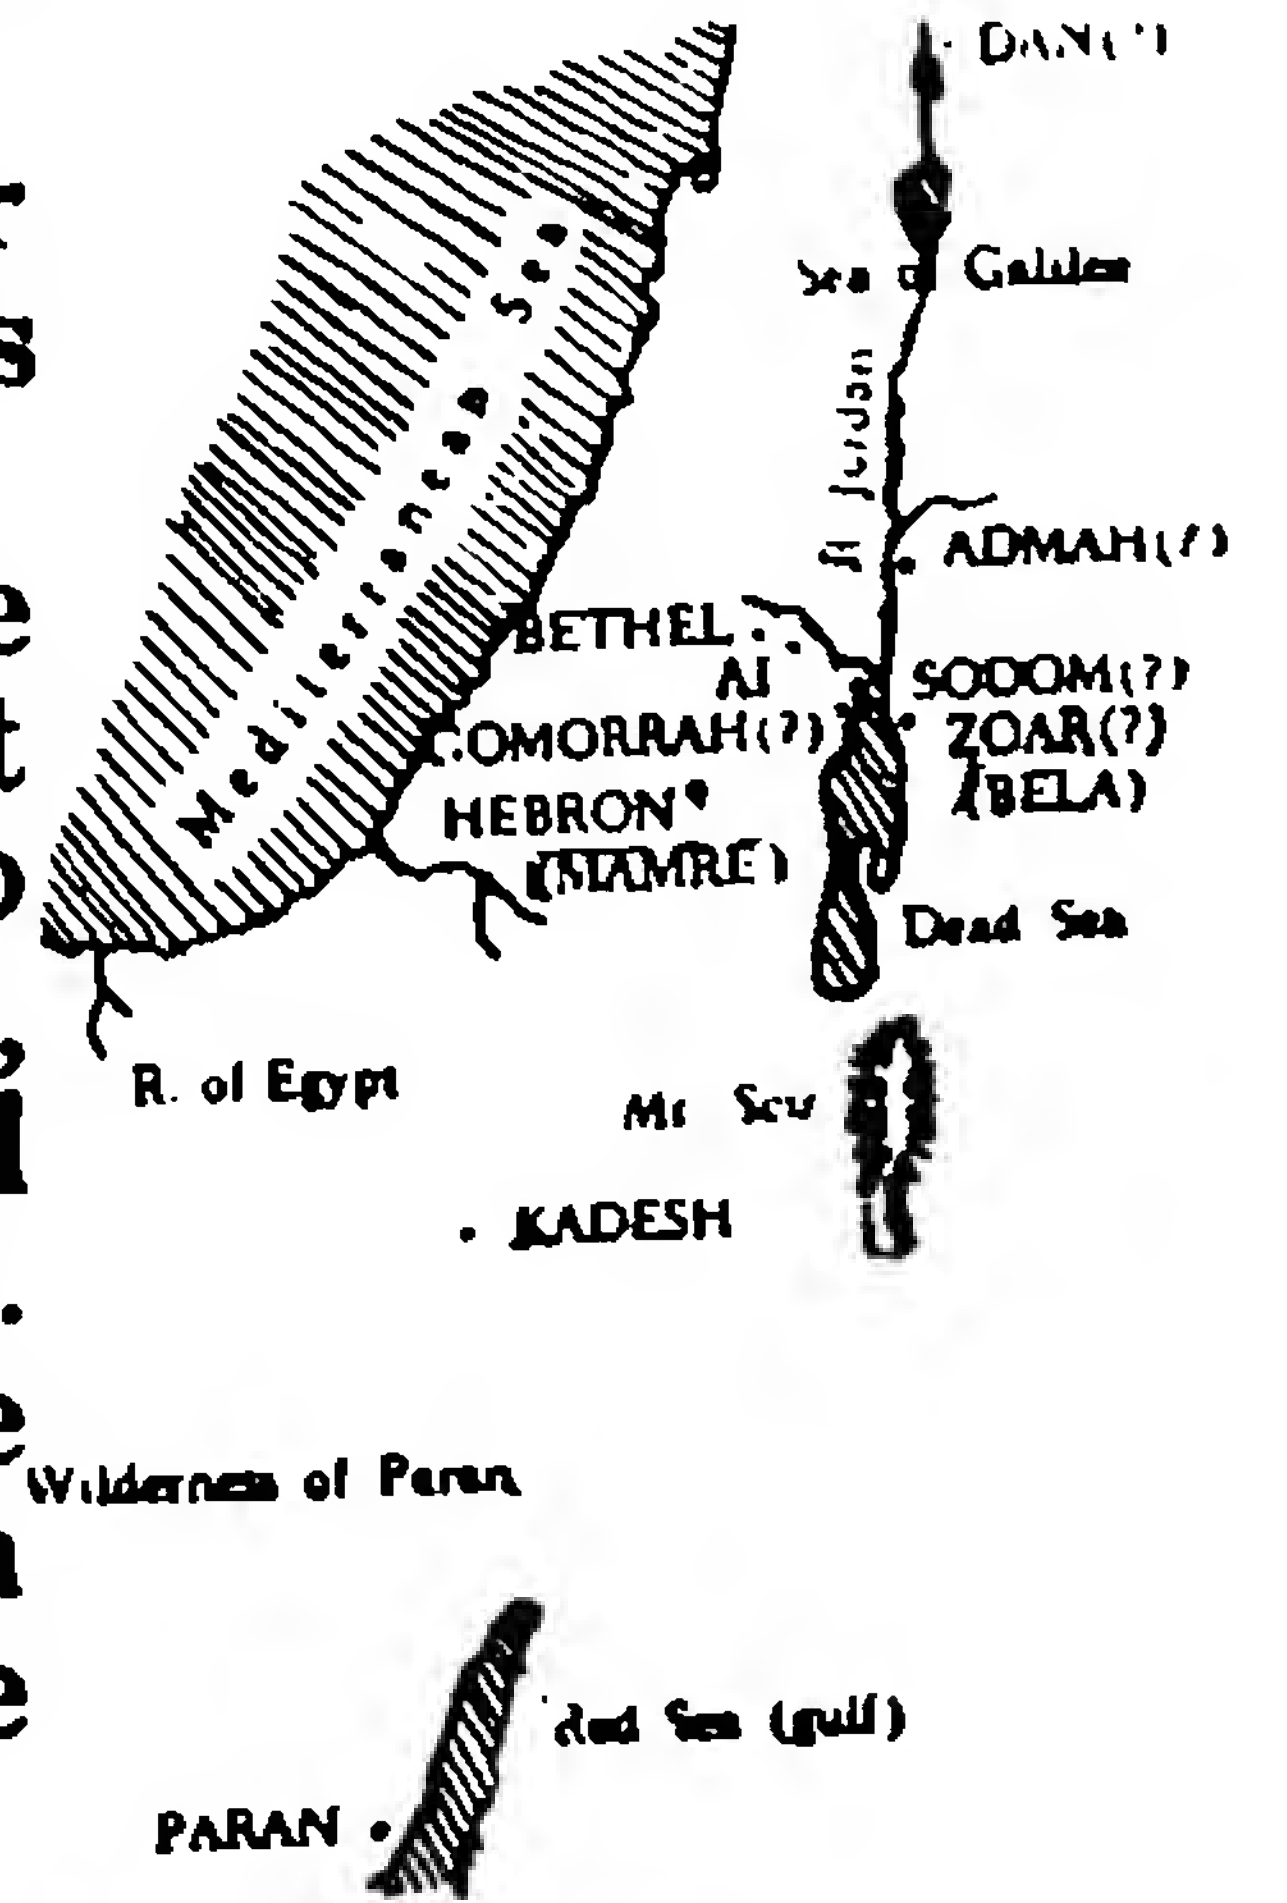 DAN(?)
Sea of Galilee
Mediterranean Sea
R Jordan
ADMAH(?)
BETHEL
AI
SODOM(?)
GOMORRAH(?)
ZOAR(?)
(BELA)
HEBRON
(MAMRE)
Dead Sea
R. of Egypt
Mt Seir
KADESH
Wilderness of Paran
Red Sea (gulf)
PARAN